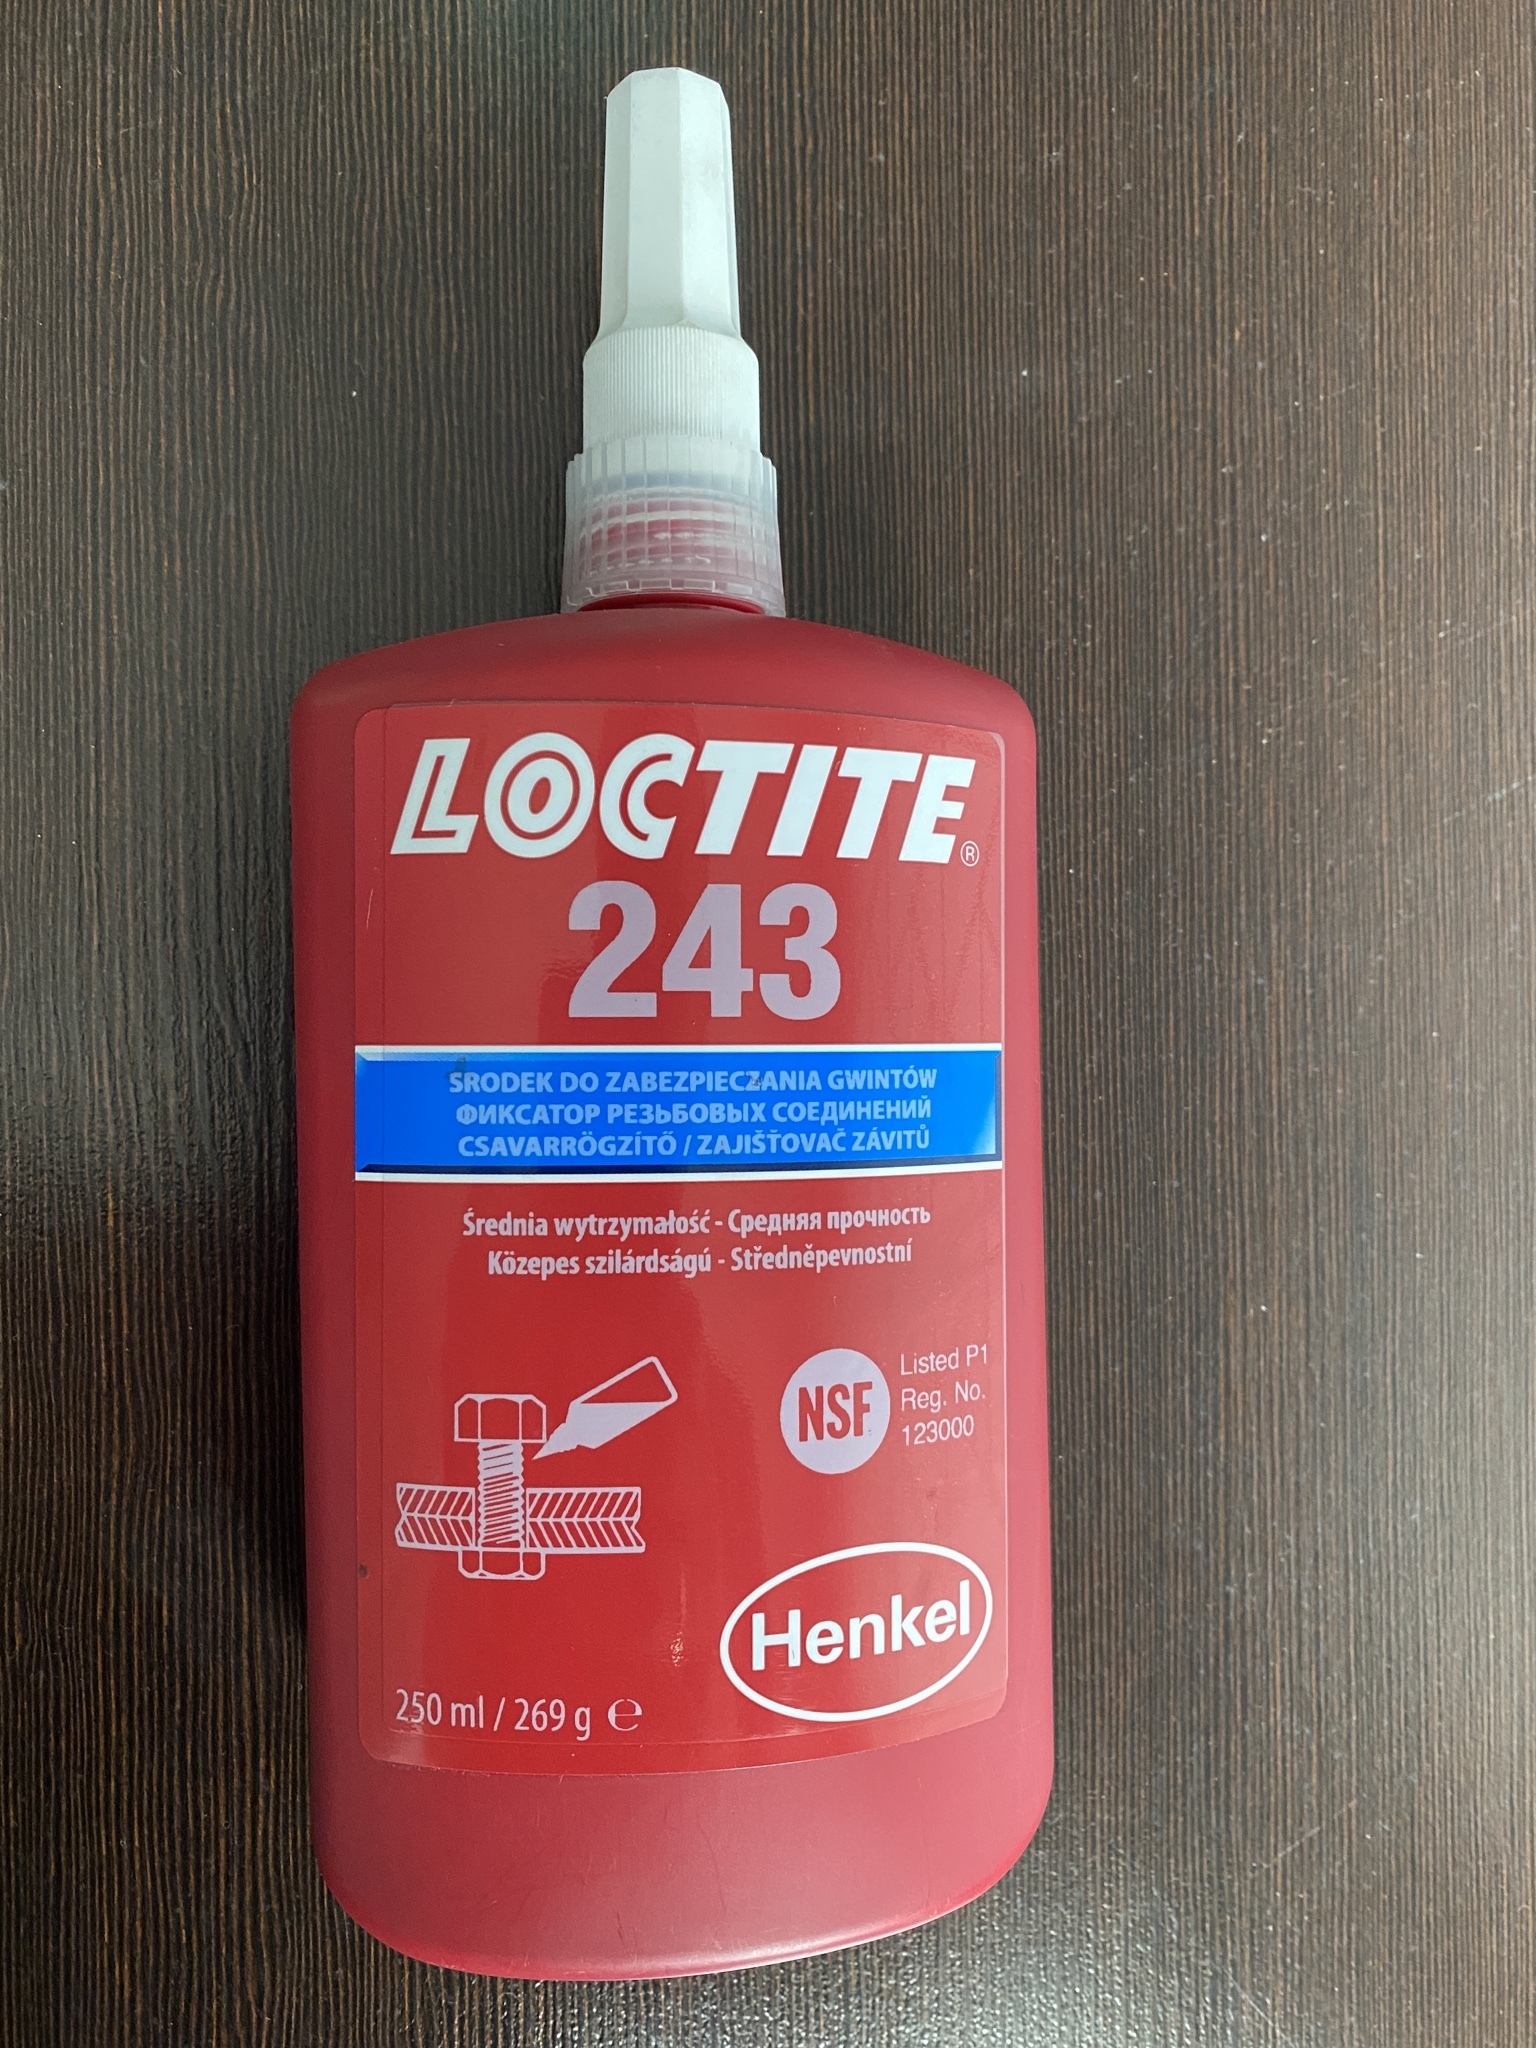 LOCTITE®
243
ŚRODEK DO ZABEZPIECZANIA GWINTÓW
ФИКСАТОР РЕЗЬБОВЫХ СОЕДИНЕНИЙ
CSAVARRÖGZÍTŐ / ZAJIŠŤOVAČ ZÁVITŮ
Średnia wytrzymałość - Средняя прочность
Közepes szilárdságú - Středněpevnostní
NSF
Listed P1
Reg. No.
123000
Henkel
250 ml / 269 g ℮